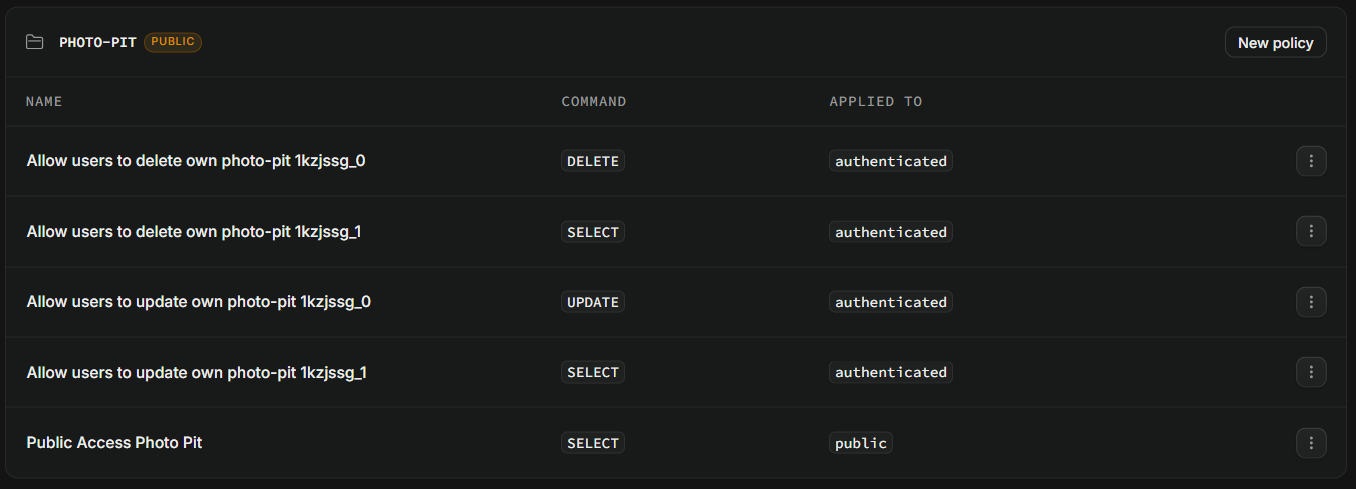 PHOTO-PIT PUBLIC New policy
NAME COMMAND APPLIED TO
Allow users to delete own photo-pit 1kzjssg_0 DELETE authenticated
Allow users to delete own photo-pit 1kzjssg_1 SELECT authenticated
Allow users to update own photo-pit 1kzjssg_0 UPDATE authenticated
Allow users to update own photo-pit 1kzjssg_1 SELECT authenticated
Public Access Photo Pit SELECT public